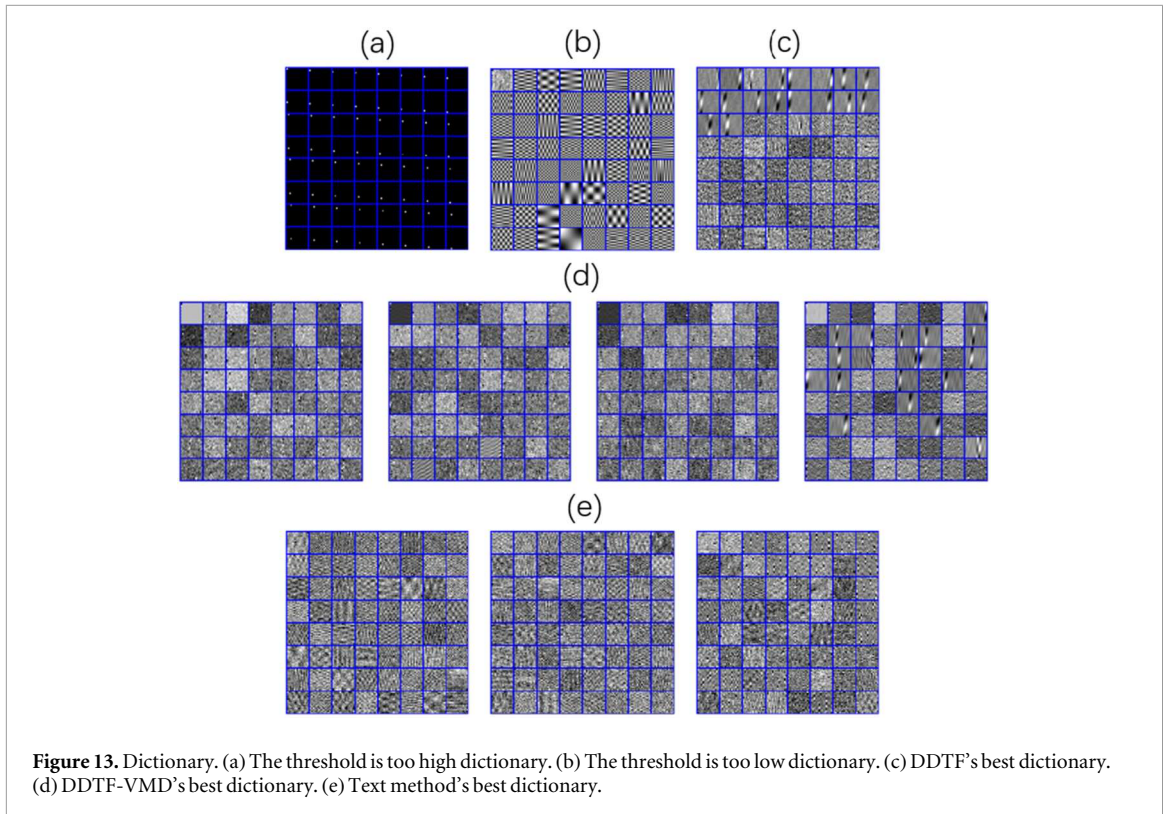 (a) (b) (c)
(d)
(e)
Figure 13. Dictionary. (a) The threshold is too high dictionary. (b) The threshold is too low dictionary. (c) DDTF's best dictionary.
(d) DDTF-VMD's best dictionary. (e) Text method's best dictionary.